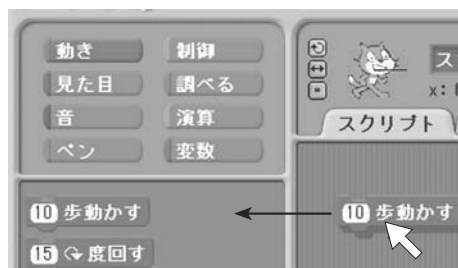 動き 制御
見た目 調べる
音 演算
ペン 変数
ス
x:
スクリプト
10 歩動かす
10 歩動かす
15 度回す